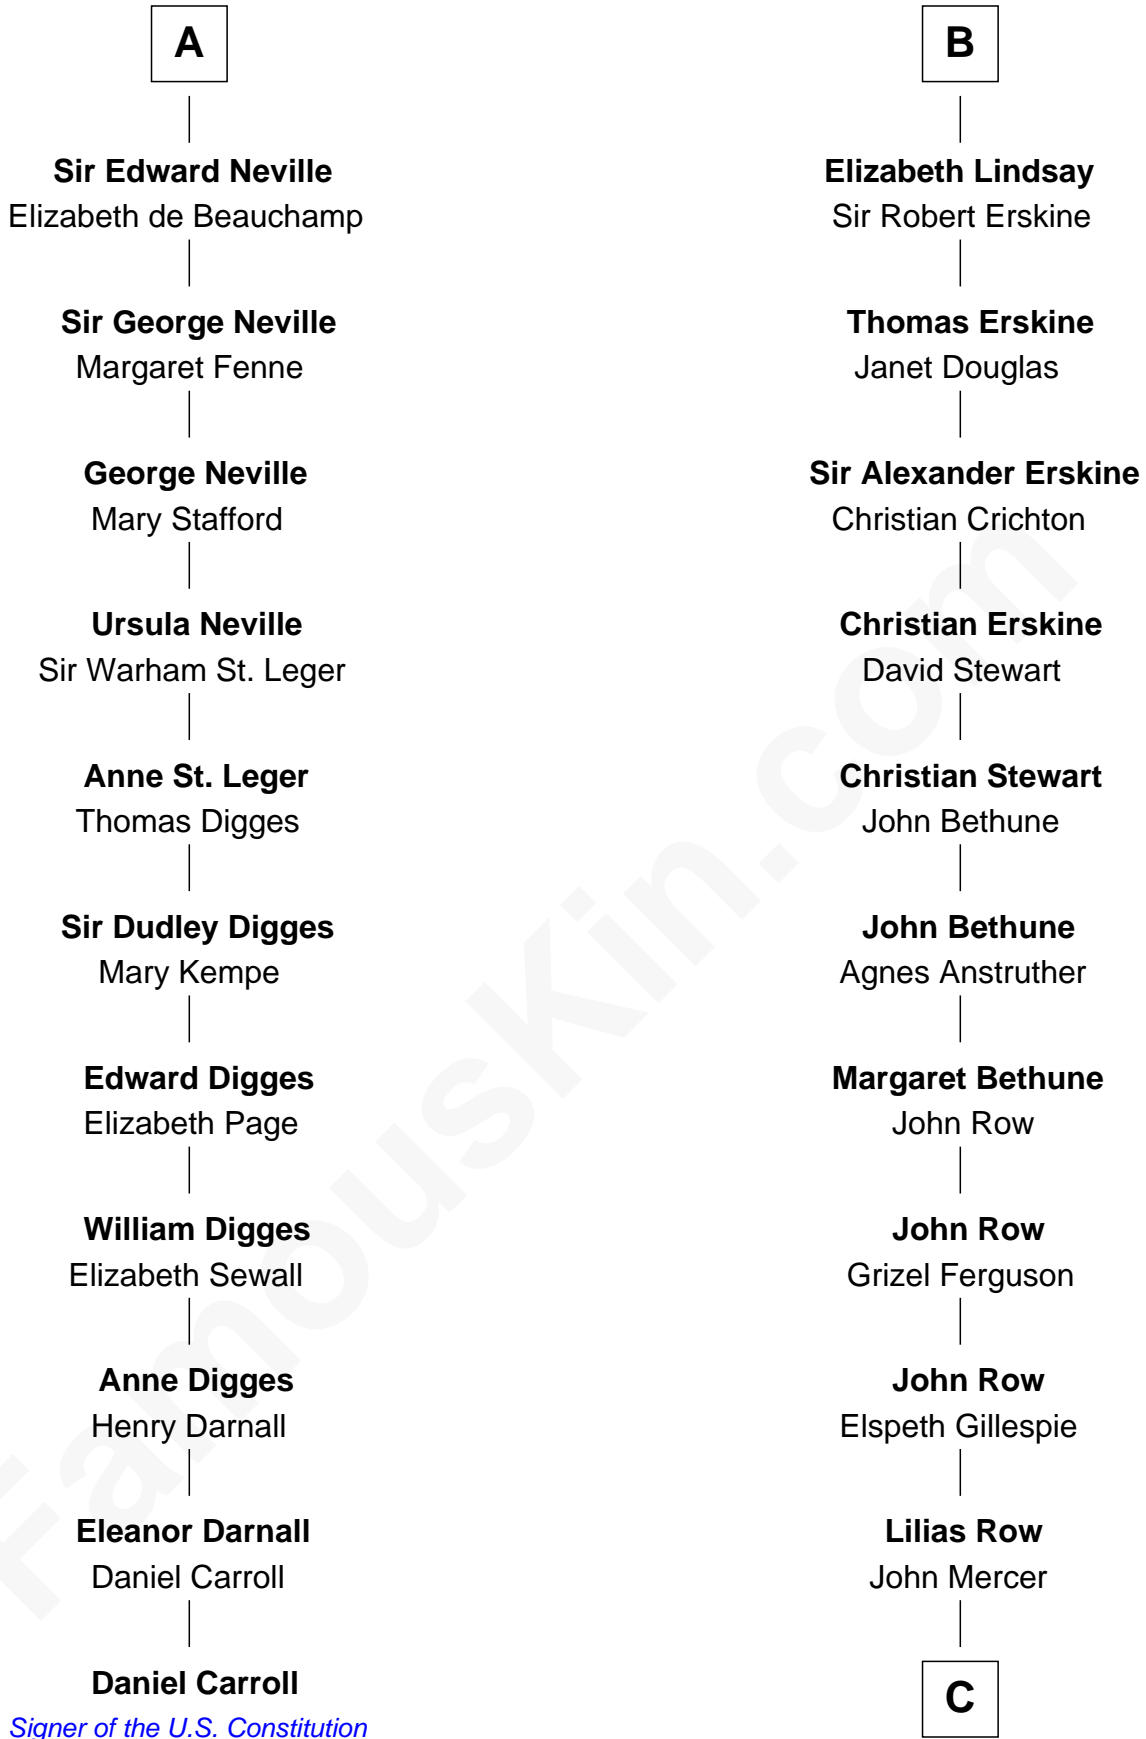 A
Sir Edward Neville
Elizabeth de Beauchamp
Sir George Neville
Margaret Fenne
George Neville
Mary Stafford
Ursula Neville
Sir Warham St. Leger
Anne St. Leger
Thomas Digges
Sir Dudley Digges
Mary Kempe
Edward Digges
Elizabeth Page
William Digges
Elizabeth Sewall
Anne Digges
Henry Darnall
Eleanor Darnall
Daniel Carroll
Daniel Carroll
Signer of the U.S. Constitution
B
Elizabeth Lindsay
Sir Robert Erskine
Thomas Erskine
Janet Douglas
Sir Alexander Erskine
Christian Crichton
Christian Erskine
David Stewart
Christian Stewart
John Bethune
John Bethune
Agnes Anstruther
Margaret Bethune
John Row
John Row
Grizel Ferguson
John Row
Elspeth Gillespie
Lilias Row
John Mercer
C
FamousKin.com